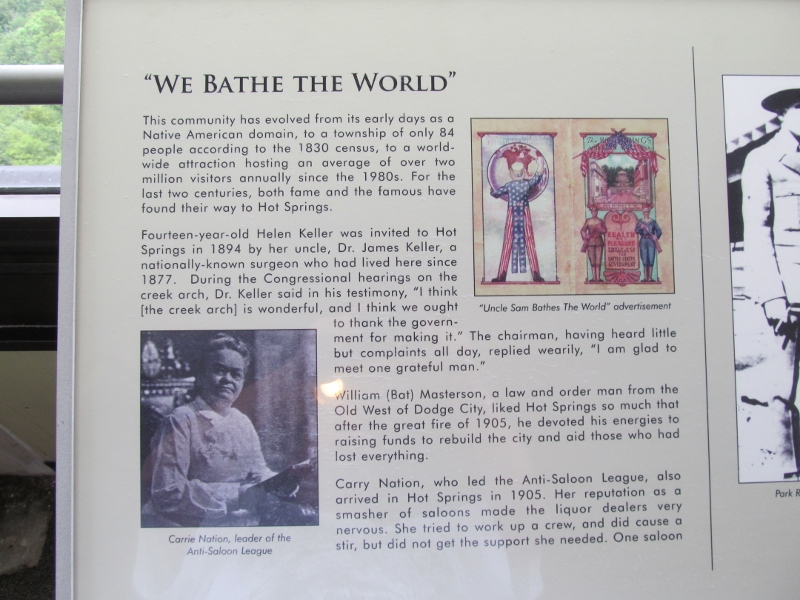 "WE BATHE THE WORLD"
This community has evolved from its early days as a
Native American domain, to a township of only 84
people according to the 1830 census, to a world-
wide attraction hosting an average of over two
million visitors annually since the 1980s. For the
last two centuries, both fame and the famous have
found their way to Hot Springs.
Fourteen-year-old Helen Keller was invited to Hot
Springs in 1894 by her uncle, Dr. James Keller, a
nationally-known surgeon who had lived here since
1877. During the Congressional hearings on the
creek arch, Dr. Keller said in his testimony, "I think
[the creek arch] is wonderful, and I think we ought
to thank the govern-
ment for making it." The chairman, having heard little
but complaints all day, replied wearily, "I am glad to
meet one grateful man."
William (Bat) Masterson, a law and order man from the
Old West of Dodge City, liked Hot Springs so much that
after the great fire of 1905, he devoted his energies to
raising funds to rebuild the city and aid those who had
lost everything.
Carry Nation, who led the Anti-Saloon League, also
arrived in Hot Springs in 1905. Her reputation as a
smasher of saloons made the liquor dealers very
nervous. She tried to work up a crew, and did cause a
stir, but did not get the support she needed. One saloon
"Uncle Sam Bathes The World" advertisement
Carrie Nation, leader of the
Anti-Saloon League
HEALTH
PLEASURE
UNITED STATES
GOVERNMENT
Park